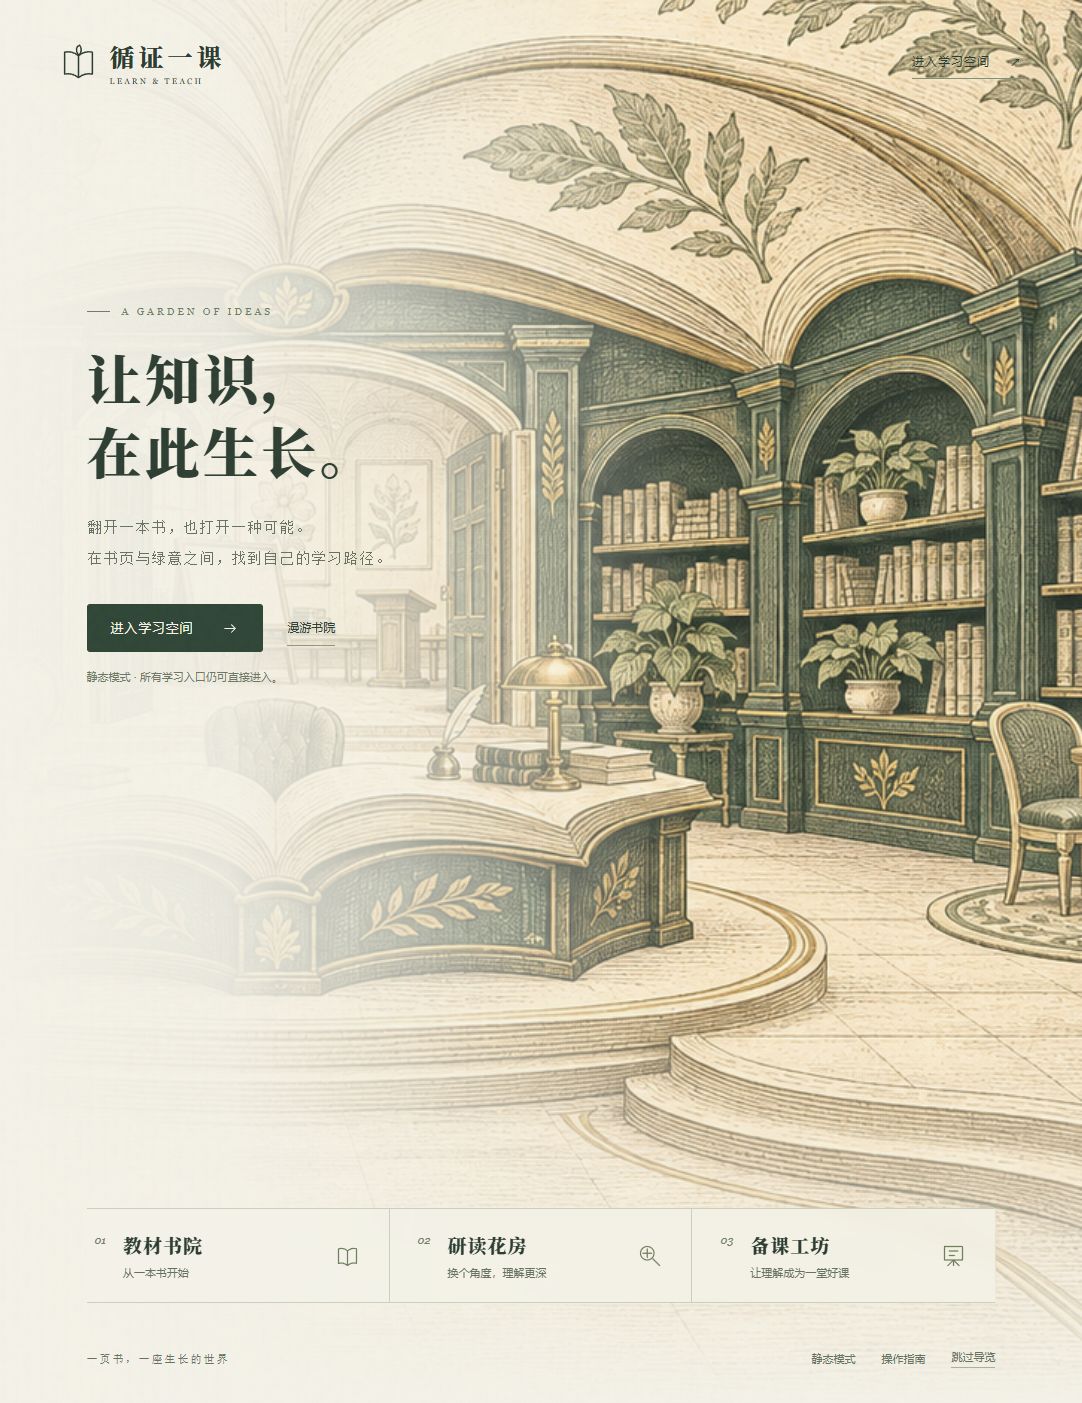 循证一课
LEARN & TEACH
进入学习空间 ↗
A GARDEN OF IDEAS
让知识，
在此生长。
翻开一本书，也打开一种可能。
在书页与绿意之间，找到自己的学习路径。
进入学习空间 →
漫游书院
静态模式 · 所有学习入口仍可直接进入。
01 教材书院
从一本书开始
02 研读花房
换个角度，理解更深
03 备课工坊
让理解成为一堂好课
一页书，一座生长的世界
静态模式 操作指南 跳过导览